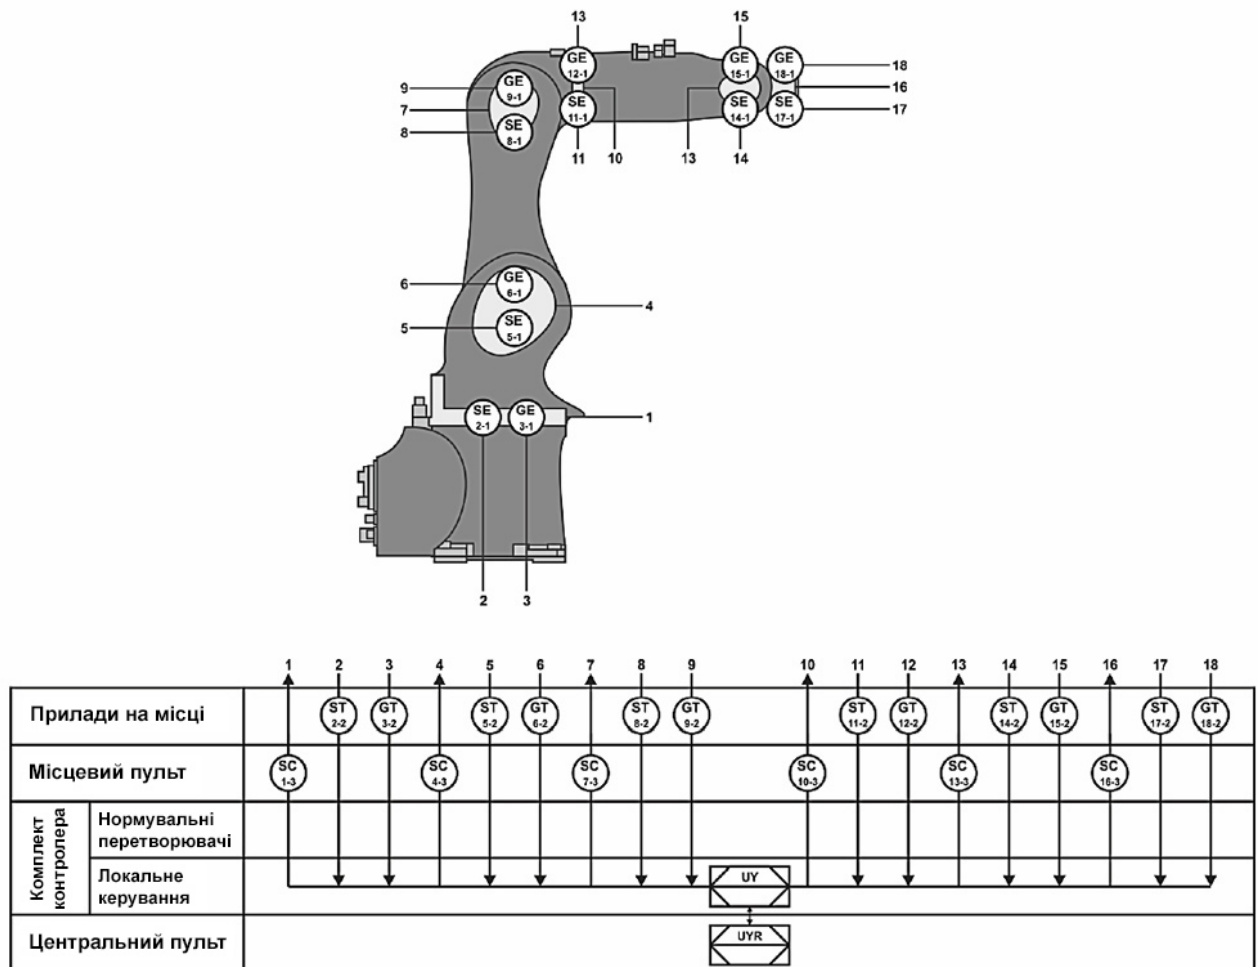 13
15
GE
12-1
GE
15-1
GE
18-1
18
9
GE
9-1
16
7
SE
11-1
SE
14-1
SE
17-1
17
8
SE
8-1
11
10
13
14
6
GE
6-1
4
5
SE
5-1
SE
2-1
GE
3-1
1
2
3
1 2 3 4 5 6 7 8 9 10 11 12 13 14 15 16 17 18
Прилади на місці
ST
2-2
GT
3-2
ST
5-2
GT
6-2
ST
8-2
GT
9-2
ST
11-2
GT
12-2
ST
14-2
GT
15-2
ST
17-2
GT
18-2
Місцевий пульт
SC
1-3
SC
4-3
SC
7-3
SC
10-3
SC
13-3
SC
16-3
Комплект
контролера
Нормувальні
перетворювачі
Локальне
керування
UY
Центральний пульт
UYR